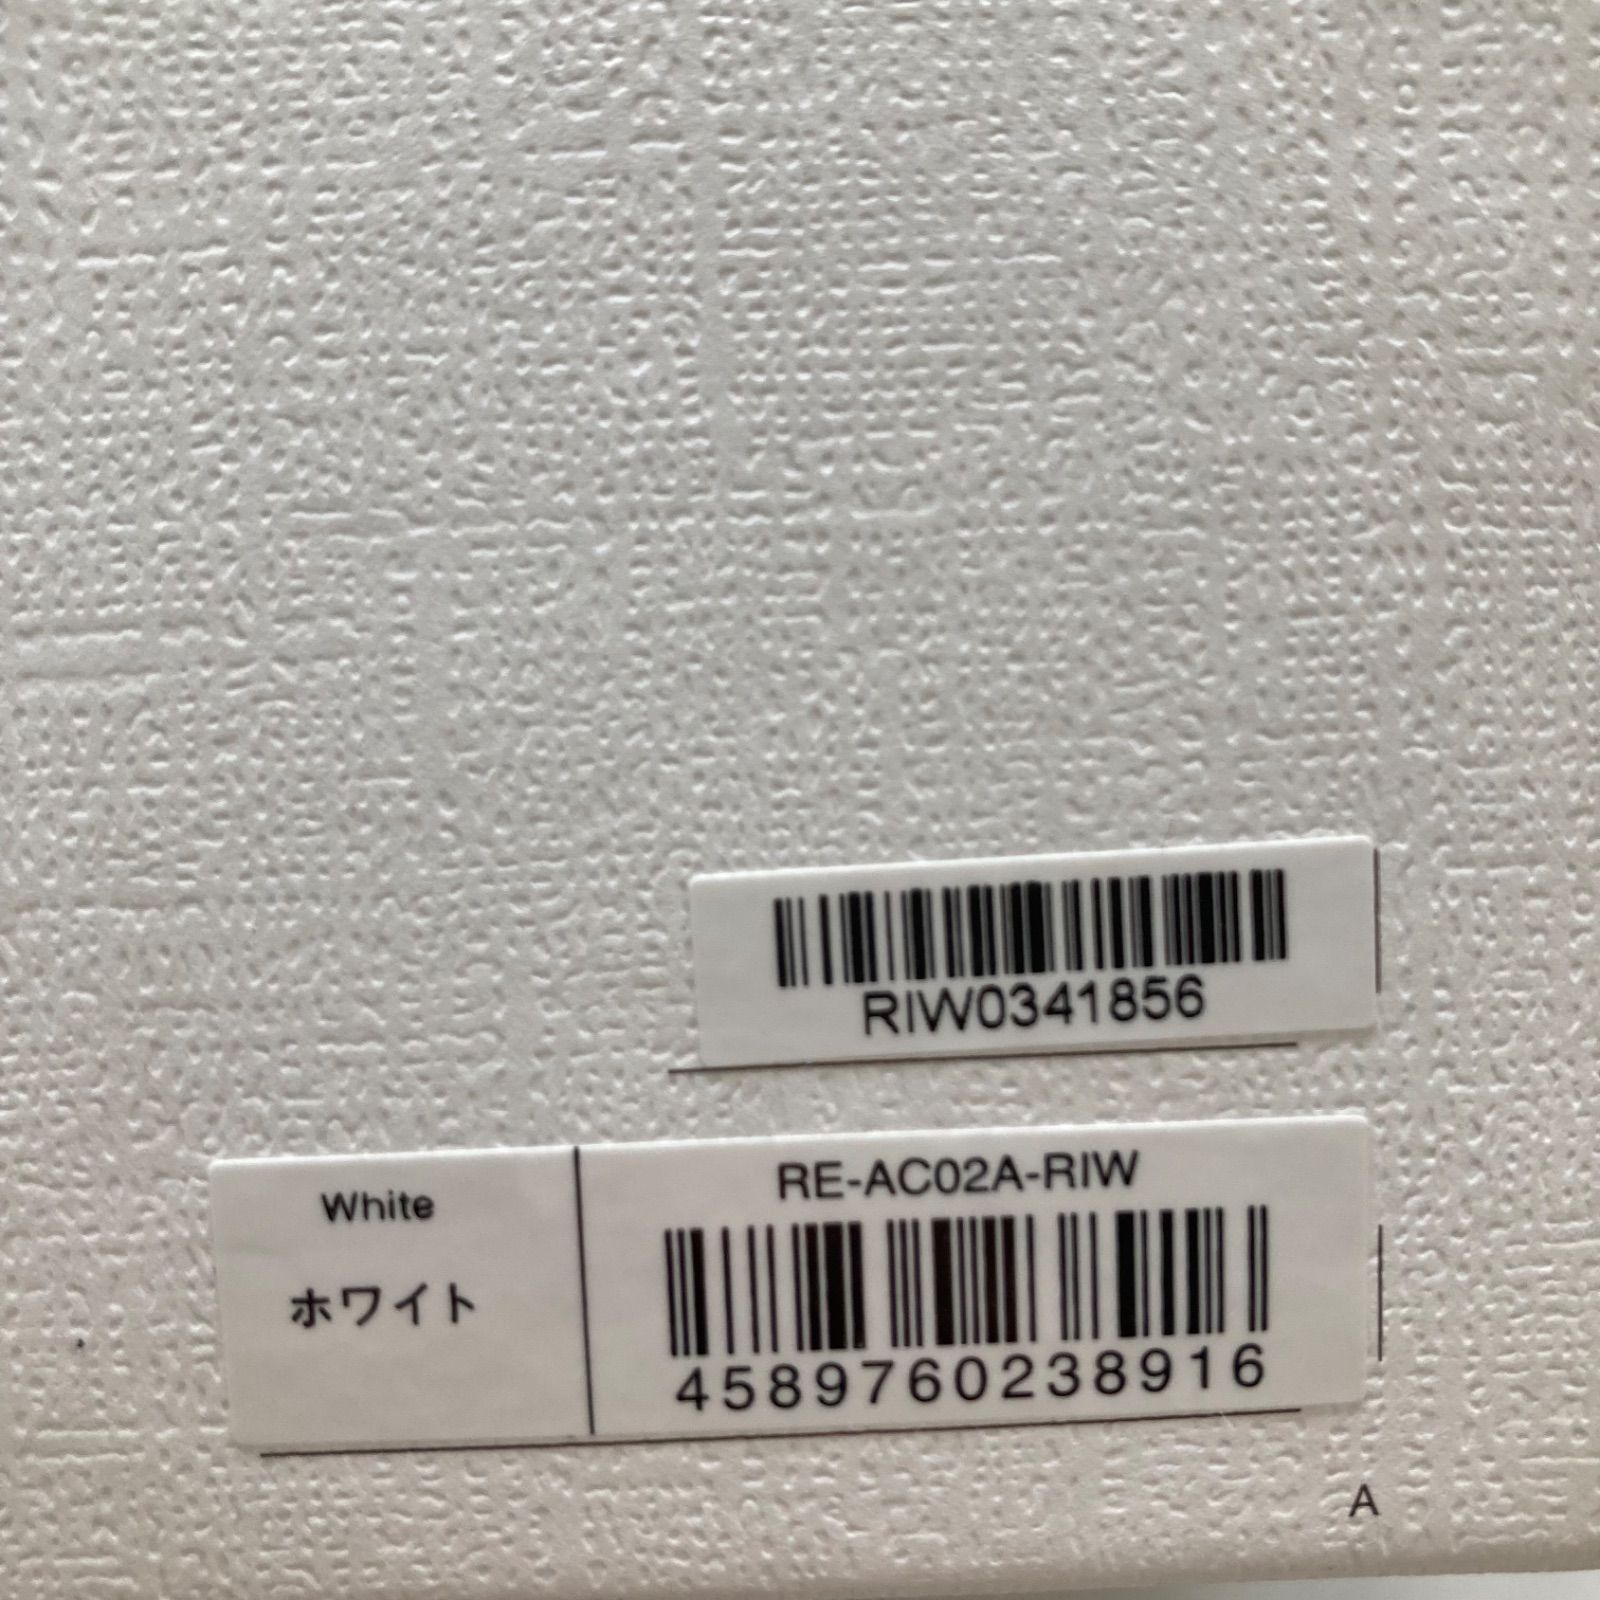 RIW0341856
RE-AC02A-RIW
White
ホワイト
4589760238916
A